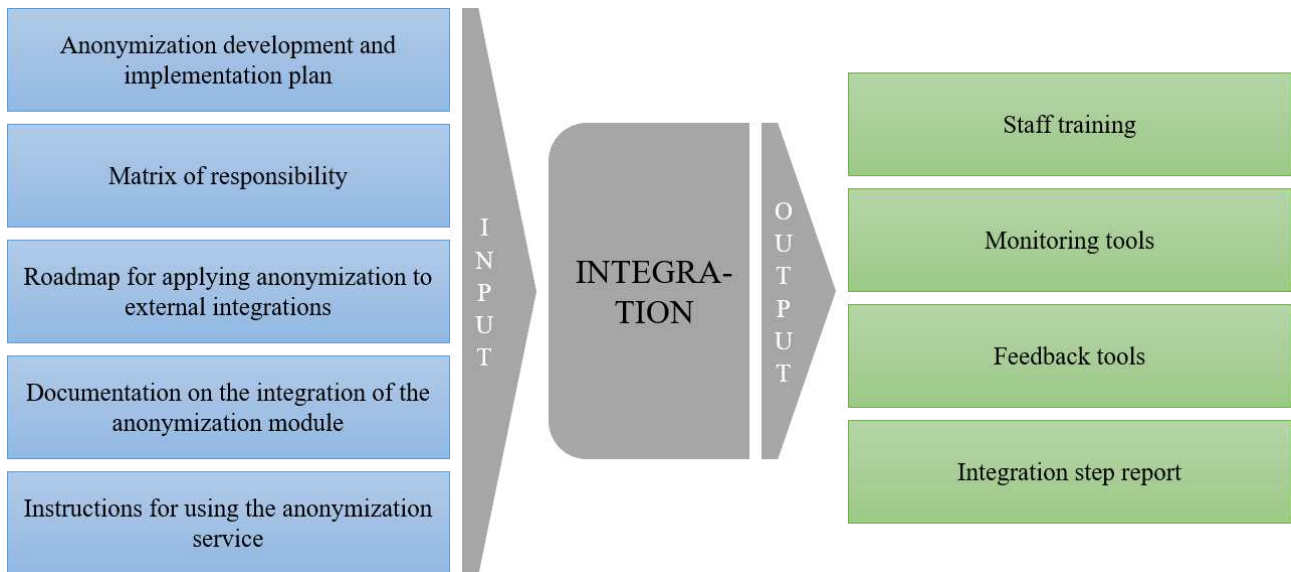 Anonymization development and
implementation plan
Matrix of responsibility
Roadmap for applying anonymization to
external integrations
Documentation on the integration of the
anonymization module
Instructions for using the anonymization
service
INPUT
INTEGRA-
TION
OUTPUT
Staff training
Monitoring tools
Feedback tools
Integration step report